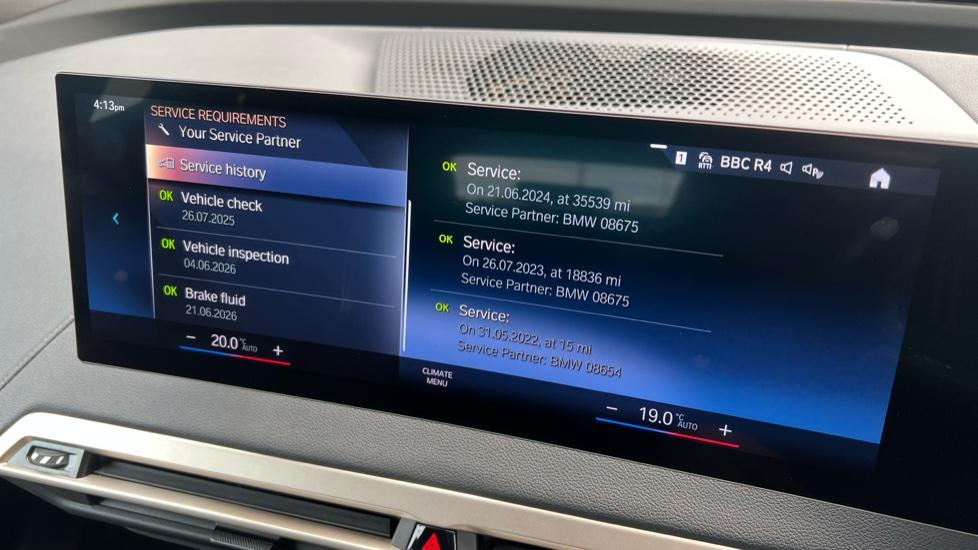 4:13pm
SERVICE REQUIREMENTS
Your Service Partner
Service history
OK Vehicle check
26.07.2025
OK Vehicle inspection
04.06.2026
OK Brake fluid
21.06.2026
− 20.0 °C AUTO +
1 RTTI BBC R4
OK Service:
On 21.06.2024, at 35539 mi
Service Partner: BMW 08675
OK Service:
On 26.07.2023, at 18836 mi
Service Partner: BMW 08675
OK Service:
On 31.05.2022, at 15 mi
Service Partner: BMW 08654
CLIMATE
MENU
− 19.0 °C AUTO +